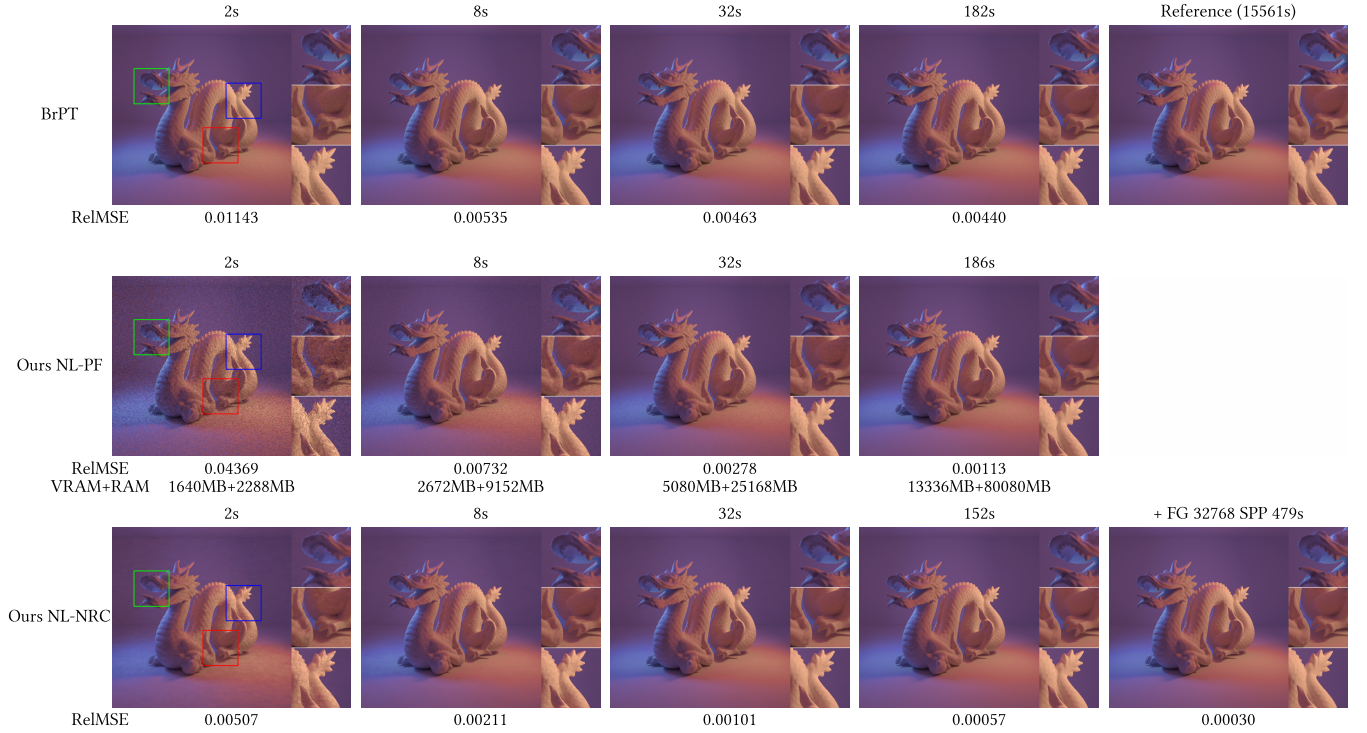 2s 8s 32s 182s Reference (15561s)
BrPT
RelMSE 0.01143 0.00535 0.00463 0.00440
2s 8s 32s 186s
Ours NL-PF
RelMSE 0.04369 0.00732 0.00278 0.00113
VRAM+RAM 1640MB+2288MB 2672MB+9152MB 5080MB+25168MB 13336MB+80080MB
2s 8s 32s 152s + FG 32768 SPP 479s
Ours NL-NRC
RelMSE 0.00507 0.00211 0.00101 0.00057 0.00030